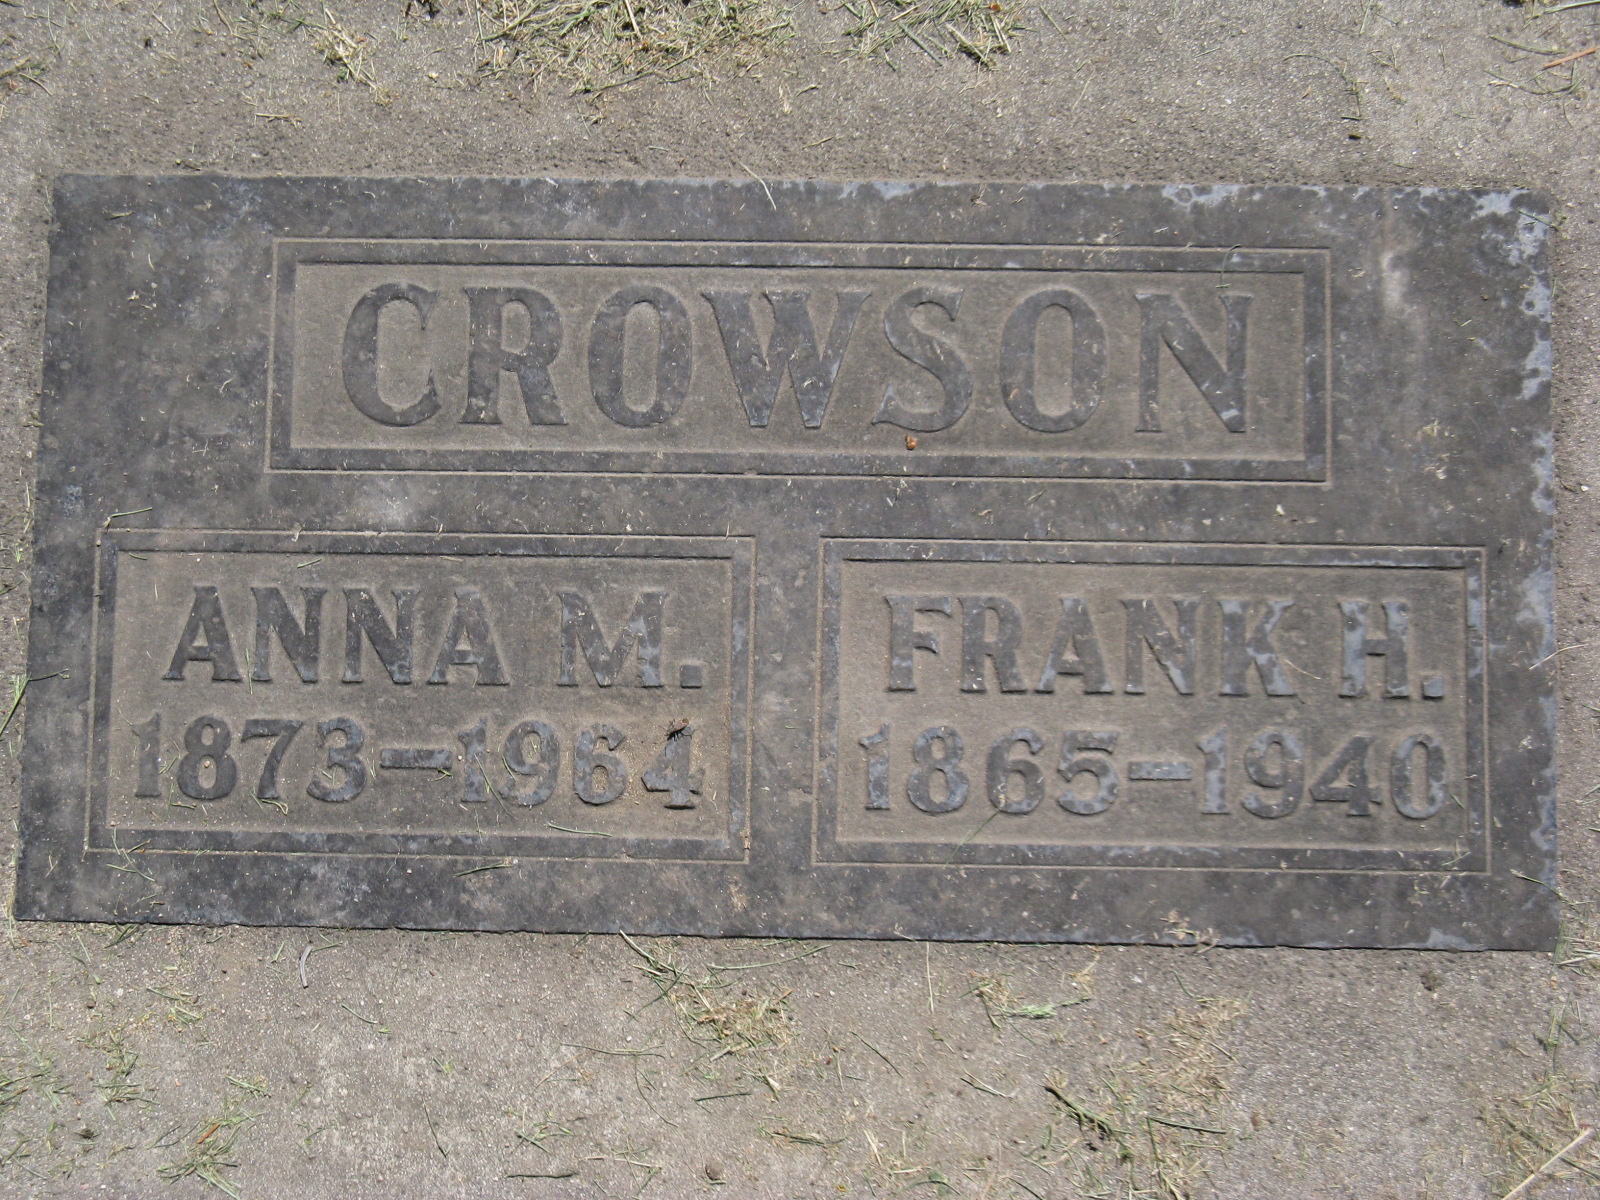 CROWSON
ANNA M.
1873-1964
FRANK H.
1865-1940